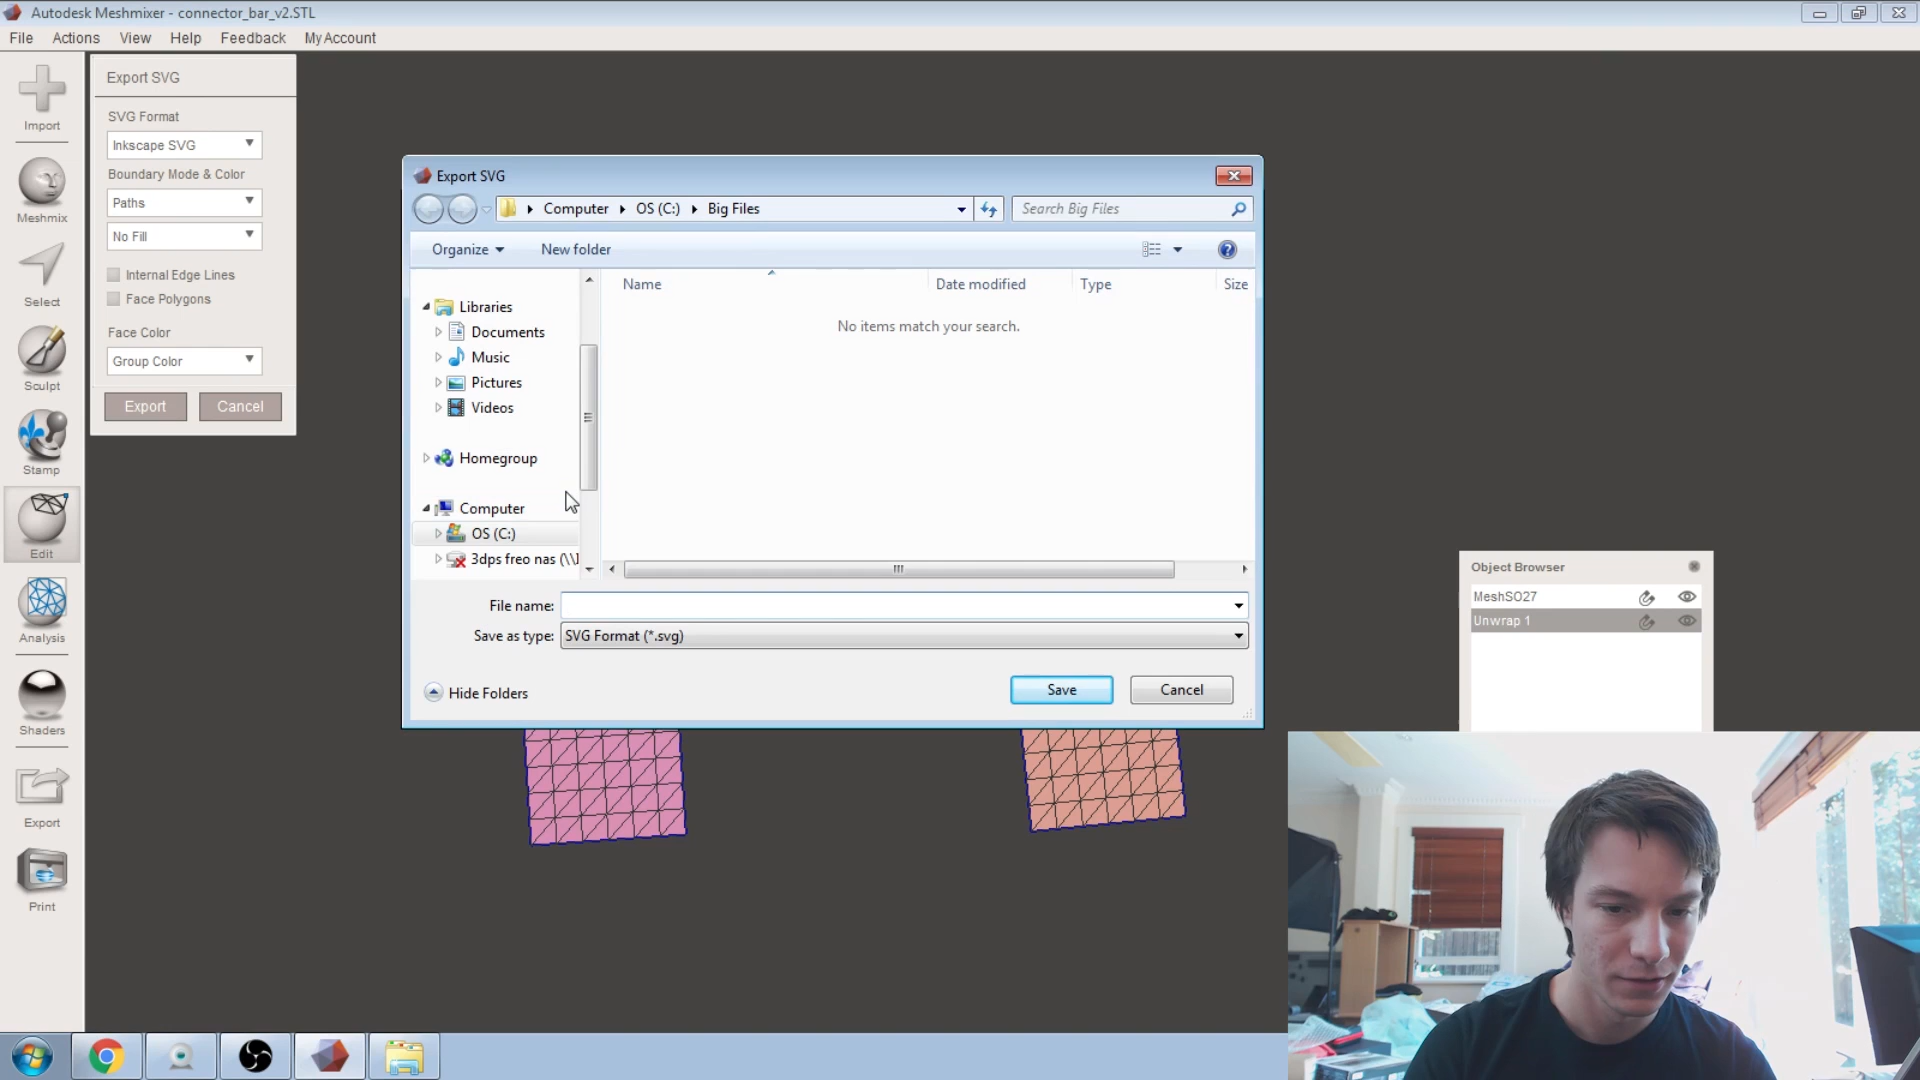 Autodesk Meshmixer - connector_bar_v2.STL
File Actions View Help Feedback My Account
Import
Meshmix
Select
Sculpt
Stamp
Edit
Analysis
Shaders
Export
Print
Export SVG
SVG Format
Inkscape SVG
Boundary Mode & Color
Paths
No Fill
Internal Edge Lines
Face Polygons
Face Color
Group Color
Export Cancel
Export SVG
Computer OS (C:) Big Files
Search Big Files
Organize New folder
Name Date modified Type Size
No items match your search.
Libraries
Documents
Music
Pictures
Videos
Homegroup
Computer
OS (C:)
3dps freo nas (\\
File name:
Save as type: SVG Format (*.svg)
Hide Folders
Save Cancel
Object Browser
MeshSO27
Unwrap 1